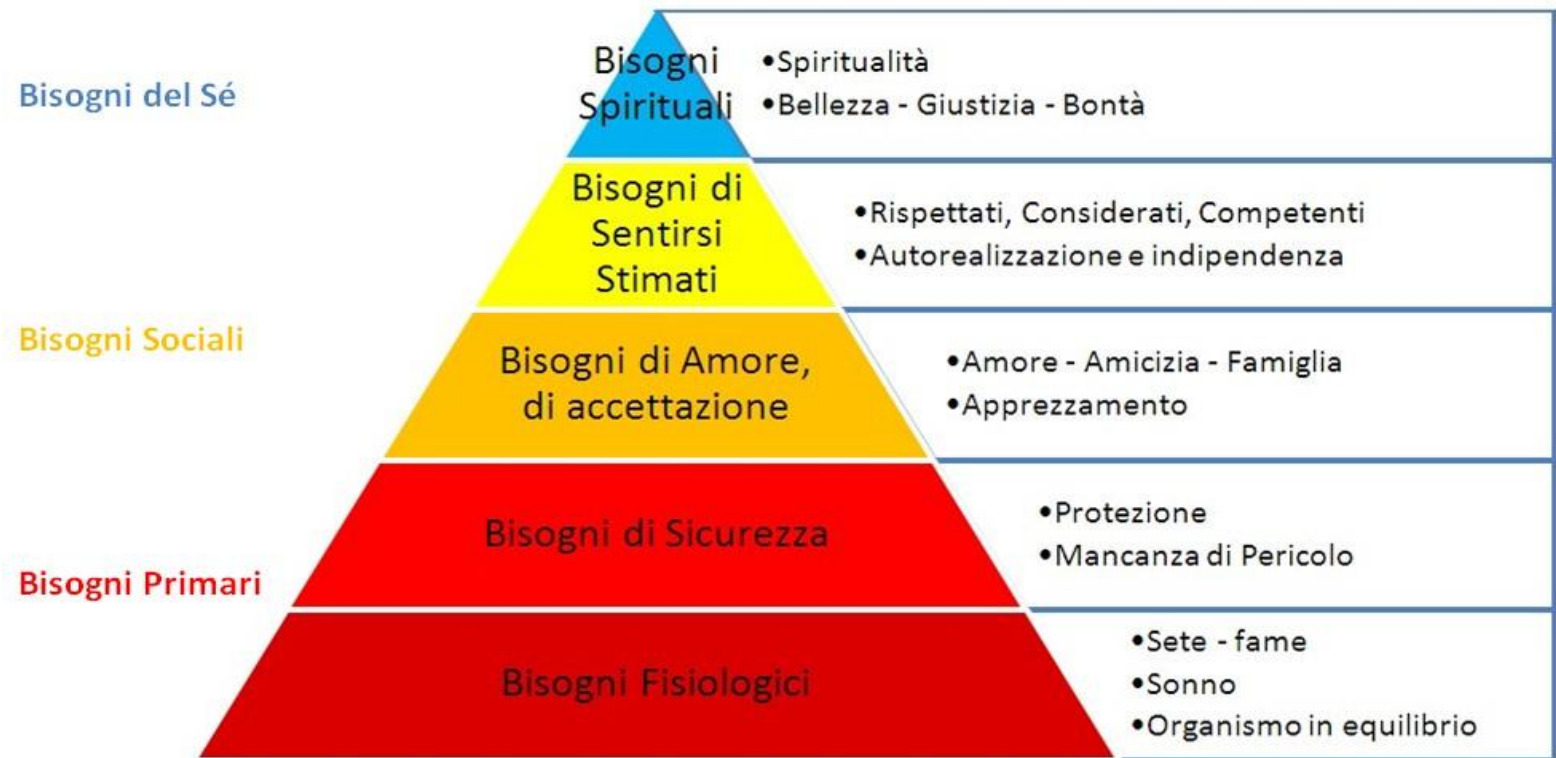 Bisogni del Sé
Bisogni
Spirituali
•Spiritualità
•Bellezza - Giustizia - Bontà
Bisogni di
Sentirsi
Stimati
•Rispettati, Considerati, Competenti
•Autorealizzazione e indipendenza
Bisogni Sociali
Bisogni di Amore,
di accettazione
•Amore - Amicizia - Famiglia
•Apprezzamento
Bisogni di Sicurezza
•Protezione
•Mancanza di Pericolo
Bisogni Primari
Bisogni Fisiologici
•Sete - fame
•Sonno
•Organismo in equilibrio